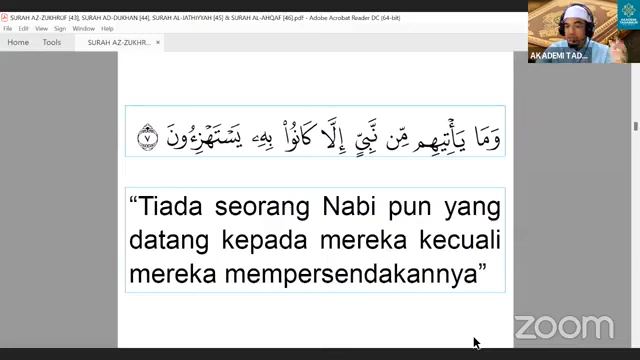 SURAH AZ-ZUKHRUF [43], SURAH AD-DUKHAN [44], SURAH AL-JATHIYYAH [45] & SURAH AL-AHQAF [46].pdf - Adobe Acrobat Reader DC (64-bit)
File Edit View Sign Window Help
Home Tools SURAH AZ-ZUKHR... ×
AKADEMI TAD...
وَمَا يَأْتِيهِم مِّن نَّبِيٍّ إِلَّا كَانُوا۟ بِهِۦ يَسْتَهْزِءُونَ ٧
“Tiada seorang Nabi pun yang
datang kepada mereka kecuali
mereka mempersendakannya”
zoom